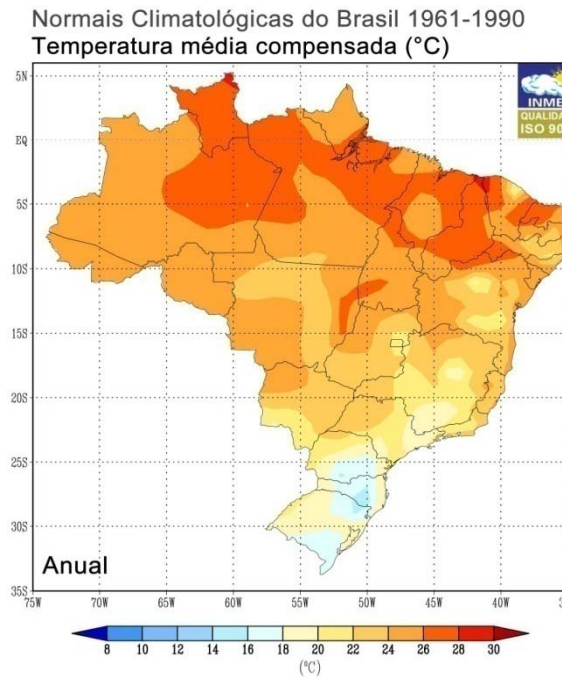 Normais Climatológicas do Brasil 1961-1990
Temperatura média compensada (°C)
5N
EQ
5S
10S
15S
20S
25S
30S
35S
INME
QUALIDA
ISO 90
Anual
75W 70W 65W 60W 55W 50W 45W 40W
8 10 12 14 16 18 20 22 24 26 28 30
(°C)